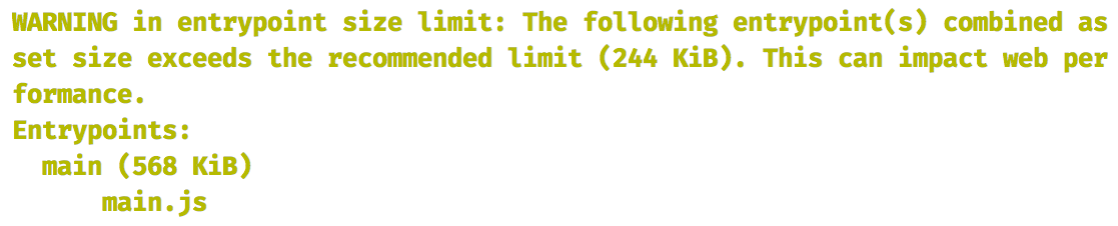 WARNING in entrypoint size limit: The following entrypoint(s) combined as
set size exceeds the recommended limit (244 KiB). This can impact web per
formance.
Entrypoints:
  main (568 KiB)
      main.js